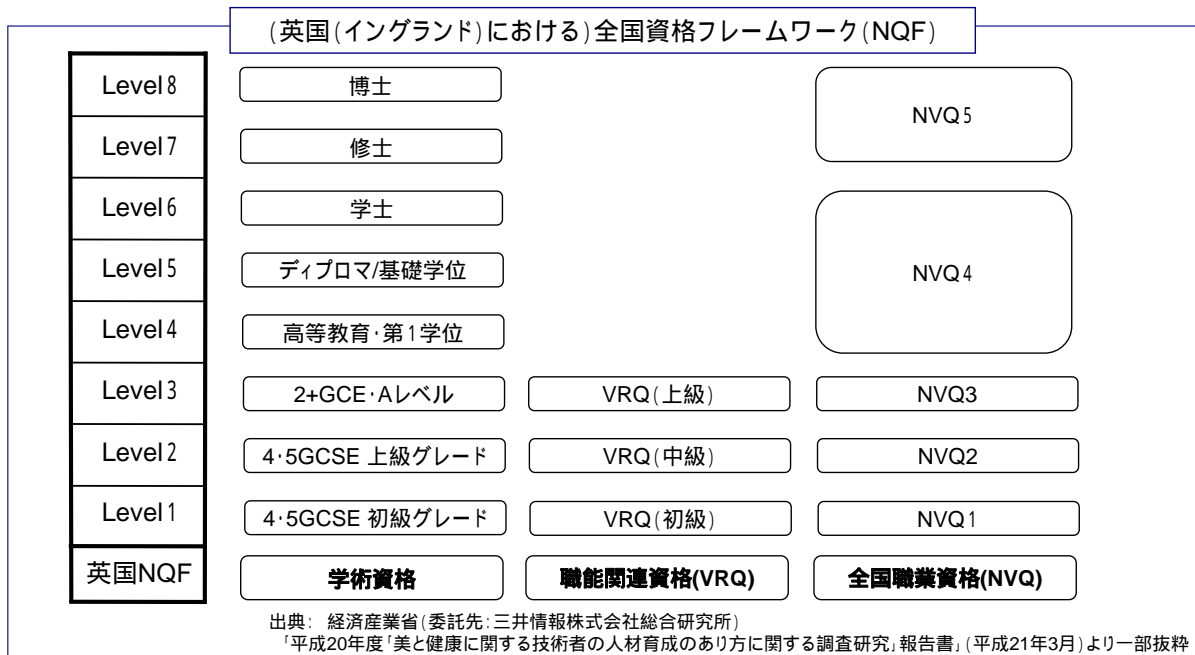 (英国(イングランド)における)全国資格フレームワーク(NQF)
Level8 博士 NVQ5
Level7 修士
Level6 学士
Level5 ディプロマ/基礎学位 NVQ4
Level4 高等教育・第1学位
Level3 2+GCE・Aレベル VRQ(上級) NVQ3
Level2 4・5GCSE 上級グレード VRQ(中級) NVQ2
Level1 4・5GCSE 初級グレード VRQ(初級) NVQ1
英国NQF 学術資格 職能関連資格(VRQ) 全国職業資格(NVQ)
出典: 経済産業省(委託先:三井情報株式会社総合研究所)
「平成20年度「美と健康に関する技術者の人材育成のあり方に関する調査研究」報告書」(平成21年3月)より一部抜粋